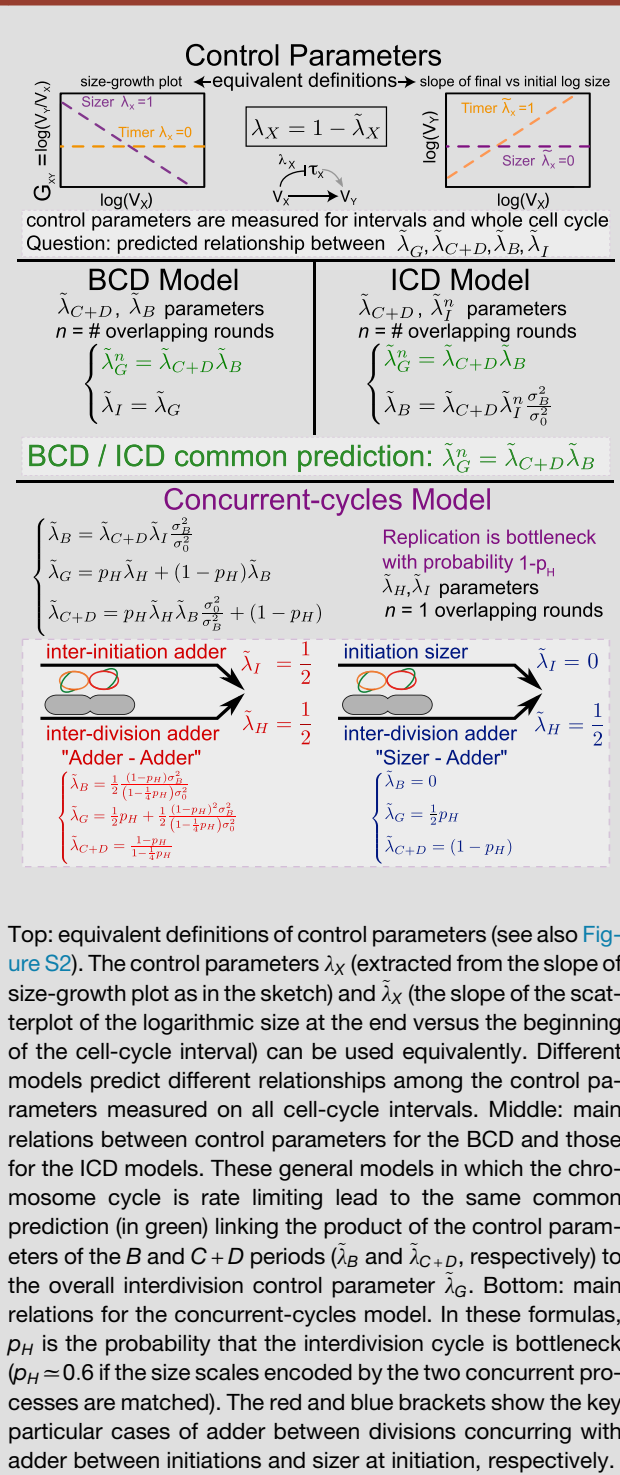 Control Parameters
size-growth plot ← equivalent definitions → slope of final vs initial log size
G_XY = log(V_Y/V_X)
Sizer λ_x =1
Timer λ_x =0
log(V_X)
λ_X = 1 − λ̃_X
λ_X
τ_X
V_X → V_Y
log(V_Y)
Timer λ̃_x =1
Sizer λ̃_x =0
log(V_X)
control parameters are measured for intervals and whole cell cycle
Question: predicted relationship between λ̃_G, λ̃_{C+D}, λ̃_B, λ̃_I
BCD Model
λ̃_{C+D}, λ̃_B parameters
n = # overlapping rounds
λ̃_G^n = λ̃_{C+D} λ̃_B
λ̃_I = λ̃_G
ICD Model
λ̃_{C+D}, λ̃_I^n parameters
n = # overlapping rounds
λ̃_G^n = λ̃_{C+D} λ̃_B
λ̃_B = λ̃_{C+D} λ̃_I^n σ_B^2/σ_0^2
BCD / ICD common prediction: λ̃_G^n = λ̃_{C+D} λ̃_B
Concurrent-cycles Model
λ̃_B = λ̃_{C+D} λ̃_I σ_B^2/σ_0^2
λ̃_G = p_H λ̃_H + (1 − p_H) λ̃_B
λ̃_{C+D} = p_H λ̃_H λ̃_B σ_0^2/σ_B^2 + (1 − p_H)
Replication is bottleneck
with probability 1-p_H
λ̃_H, λ̃_I parameters
n = 1 overlapping rounds
inter-initiation adder
λ̃_I = 1/2
λ̃_H = 1/2
inter-division adder
"Adder - Adder"
λ̃_B = 1/2 (1−p_H)σ_B^2/((1−1/4 p_H)σ_0^2)
λ̃_G = 1/2 p_H + 1/2 (1−p_H)^2 σ_B^2/((1−1/4 p_H)σ_0^2)
λ̃_{C+D} = (1−p_H)/(1−1/4 p_H)
initiation sizer
λ̃_I = 0
λ̃_H = 1/2
inter-division adder
"Sizer - Adder"
λ̃_B = 0
λ̃_G = 1/2 p_H
λ̃_{C+D} = (1 − p_H)
Top: equivalent definitions of control parameters (see also Fig-
ure S2). The control parameters λ_X (extracted from the slope of
size-growth plot as in the sketch) and λ̃_X (the slope of the scat-
terplot of the logarithmic size at the end versus the beginning
of the cell-cycle interval) can be used equivalently. Different
models predict different relationships among the control pa-
rameters measured on all cell-cycle intervals. Middle: main
relations between control parameters for the BCD and those
for the ICD models. These general models in which the chro-
mosome cycle is rate limiting lead to the same common
prediction (in green) linking the product of the control param-
eters of the B and C + D periods (λ̃_B and λ̃_{C+D}, respectively) to
the overall interdivision control parameter λ̃_G. Bottom: main
relations for the concurrent-cycles model. In these formulas,
p_H is the probability that the interdivision cycle is bottleneck
(p_H ≃ 0.6 if the size scales encoded by the two concurrent pro-
cesses are matched). The red and blue brackets show the key
particular cases of adder between divisions concurring with
adder between initiations and sizer at initiation, respectively.